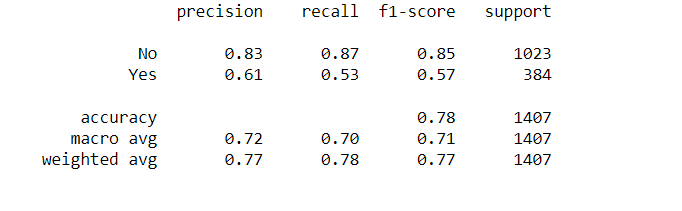 precision recall f1-score support
No 0.83 0.87 0.85 1023
Yes 0.61 0.53 0.57 384
accuracy 0.78 1407
macro avg 0.72 0.70 0.71 1407
weighted avg 0.77 0.78 0.77 1407